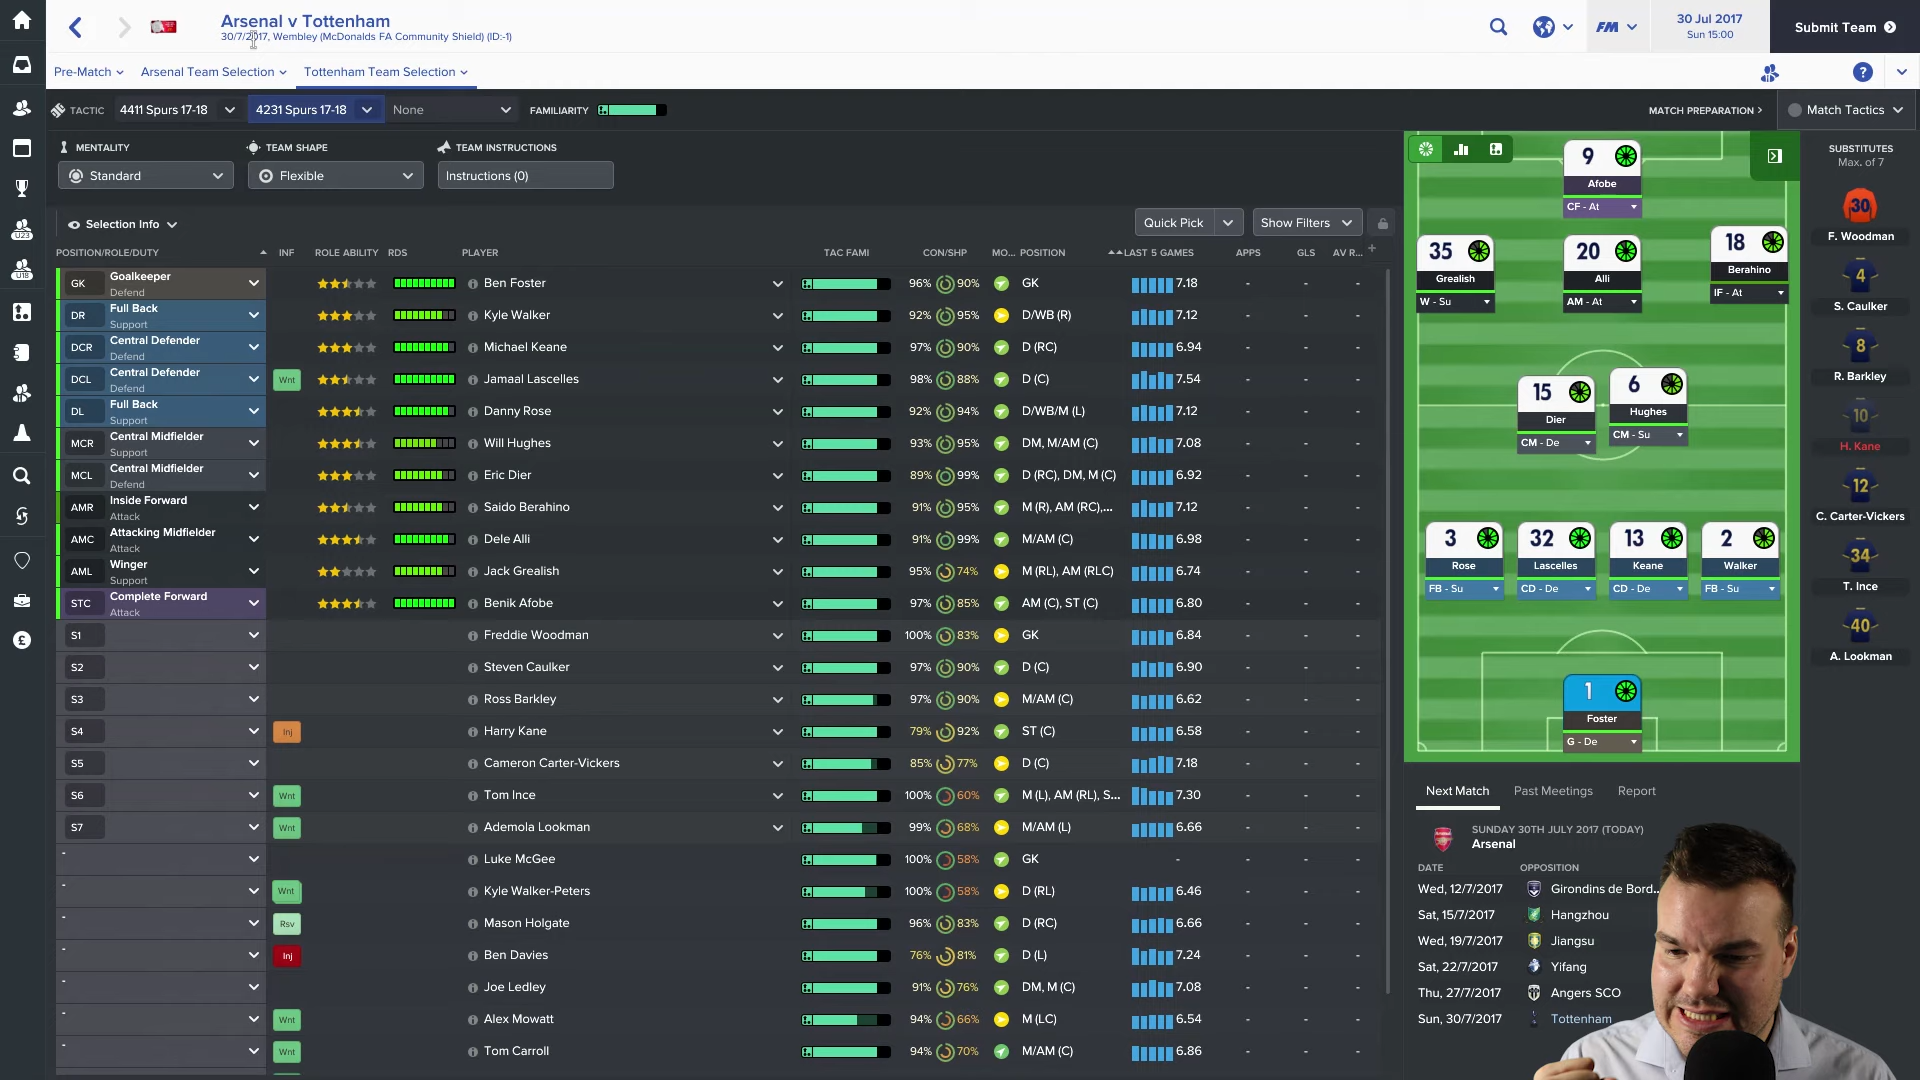 Arsenal v Tottenham
30/7/2017, Wembley (McDonalds FA Community Shield) (ID:-1)
FM
30 Jul 2017
Sun 15:00
Submit Team
Pre-Match
Arsenal Team Selection
Tottenham Team Selection
?
TACTIC
4411 Spurs 17-18
4231 Spurs 17-18
None
FAMILIARITY
MATCH PREPARATION >
Match Tactics
MENTALITY
TEAM SHAPE
TEAM INSTRUCTIONS
Standard
Flexible
Instructions (0)
Selection Info
Quick Pick
Show Filters
POSITION/ROLE/DUTY INF ROLE ABILITY RDS PLAYER TAC FAMI CON/SHP MO... POSITION LAST 5 GAMES APPS GLS AV R...
GK Goalkeeper Defend Ben Foster 96% 90% GK 7.18 - - -
DR Full Back Support Kyle Walker 92% 95% D/WB (R) 7.12 - - -
DCR Central Defender Defend Michael Keane 97% 90% D (RC) 6.94 - - -
DCL Central Defender Defend Wnt Jamaal Lascelles 98% 88% D (C) 7.54 - - -
DL Full Back Support Danny Rose 92% 94% D/WB/M (L) 7.12 - - -
MCR Central Midfielder Support Will Hughes 93% 95% DM, M/AM (C) 7.08 - - -
MCL Central Midfielder Defend Eric Dier 89% 99% D (RC), DM, M (C) 6.92 - - -
AMR Inside Forward Attack Saido Berahino 91% 95% M (R), AM (RC),... 7.12 - - -
AMC Attacking Midfielder Attack Dele Alli 91% 99% M/AM (C) 6.98 - - -
AML Winger Support Jack Grealish 95% 74% M (RL), AM (RLC) 6.74 - - -
STC Complete Forward Attack Benik Afobe 97% 85% AM (C), ST (C) 6.80 - - -
S1 Freddie Woodman 100% 83% GK 6.84 - - -
S2 Steven Caulker 97% 90% D (C) 6.90 - - -
S3 Ross Barkley 97% 90% M/AM (C) 6.62 - - -
S4 Inj Harry Kane 79% 92% ST (C) 6.58 - - -
S5 Cameron Carter-Vickers 85% 77% D (C) 7.18 - - -
S6 Wnt Tom Ince 100% 60% M (L), AM (RL), S... 7.30 - - -
S7 Wnt Ademola Lookman 99% 68% M/AM (L) 6.66 - - -
- Luke McGee 100% 58% GK - - - -
- Wnt Kyle Walker-Peters 100% 58% D (RL) 6.46 - - -
- Rsv Mason Holgate 96% 83% D (RC) 6.66 - - -
- Inj Ben Davies 76% 81% D (L) 7.24 - - -
- Joe Ledley 91% 76% DM, M (C) 7.08 - - -
- Wnt Alex Mowatt 94% 66% M (LC) 6.54 - - -
- Wnt Tom Carroll 94% 70% M/AM (C) 6.86 - - -
9
Afobe
CF - At
35 20 18
Grealish Alli Berahino
W - Su AM - At IF - At
15 6
Dier Hughes
CM - De CM - Su
3 32 13 2
Rose Lascelles Keane Walker
FB - Su CD - De CD - De FB - Su
1
Foster
G - De
SUBSTITUTES
Max. of 7
30
F. Woodman
4
S. Caulker
8
R. Barkley
10
H. Kane
12
C. Carter-Vickers
34
T. Ince
40
A. Lookman
Next Match Past Meetings Report
SUNDAY 30TH JULY 2017 (TODAY)
Arsenal
DATE OPPOSITION
Wed, 12/7/2017 Girondins de Bord..
Sat, 15/7/2017 Hangzhou
Wed, 19/7/2017 Jiangsu
Sat, 22/7/2017 Yifang
Thu, 27/7/2017 Angers SCO
Sun, 30/7/2017 Tottenham